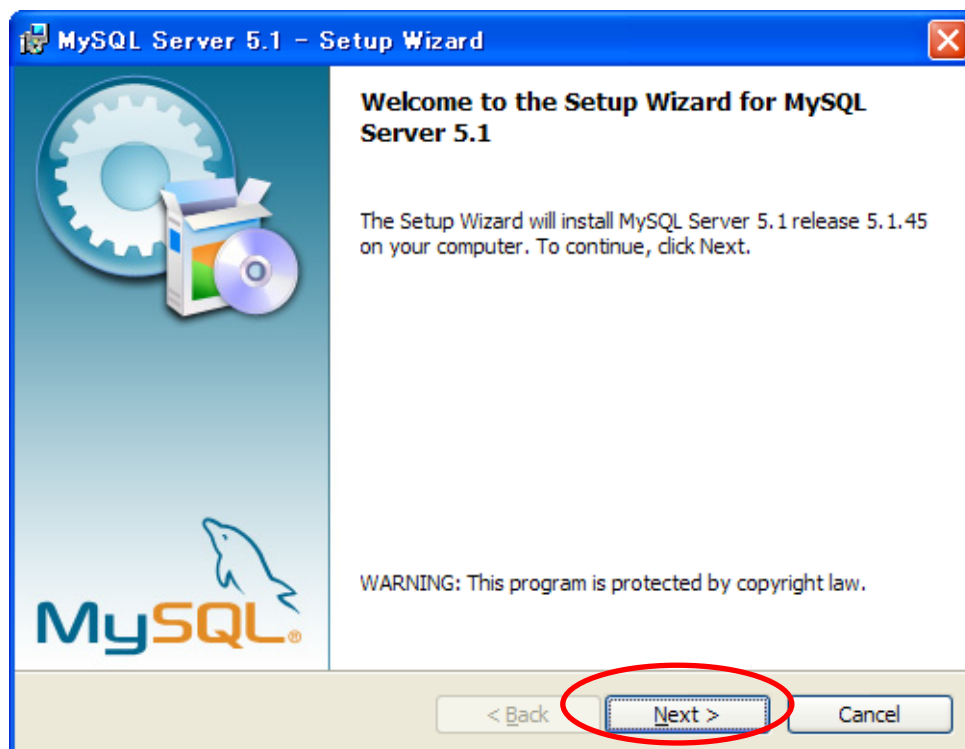 MySQL Server 5.1 - Setup Wizard
Welcome to the Setup Wizard for MySQL
Server 5.1
The Setup Wizard will install MySQL Server 5.1 release 5.1.45
on your computer. To continue, click Next.
WARNING: This program is protected by copyright law.
MySQL®
< Back
Next >
Cancel